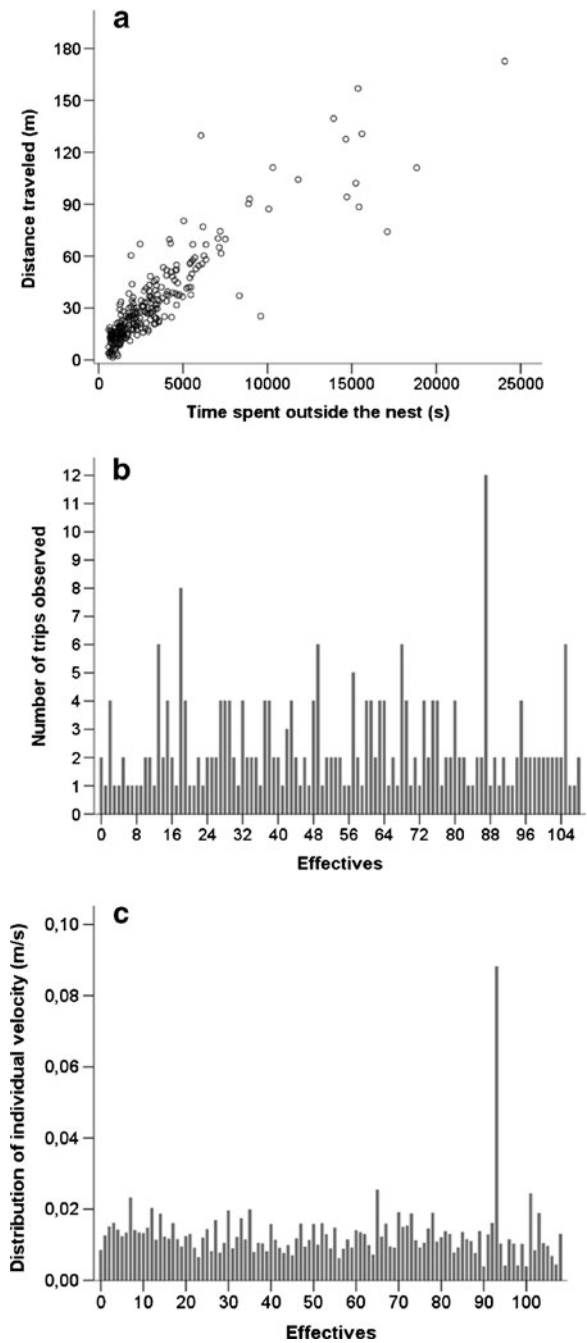 a
180
150
120
90
60
30
0
Distance traveled (m)
0 5000 10000 15000 20000 25000
Time spent outside the nest (s)
b
12
11
10
9
8
7
6
5
4
3
2
1
0
Number of trips observed
0 8 16 24 32 40 48 56 64 72 80 88 96 104
Effectives
c
0,10
0,08
0,06
0,04
0,02
0,00
Distribution of individual velocity (m/s)
0 10 20 30 40 50 60 70 80 90 100
Effectives